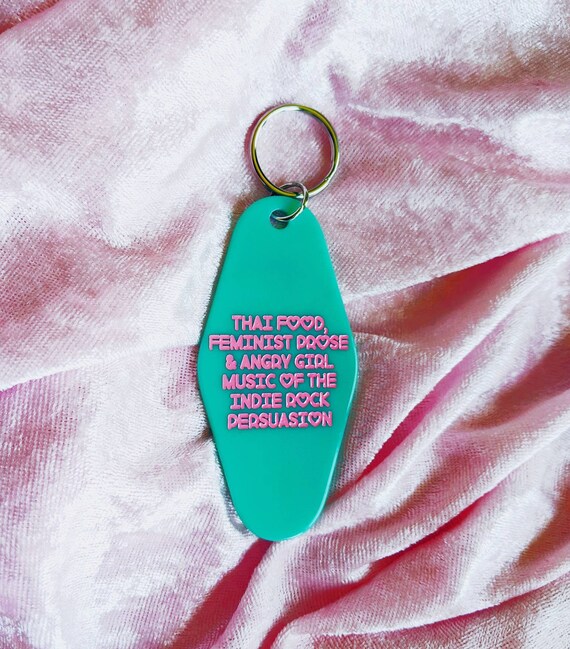 THAI FOOD,
FEMINIST PROSE
& ANGRY GIRL
MUSIC OF THE
INDIE ROCK
PERSUASION